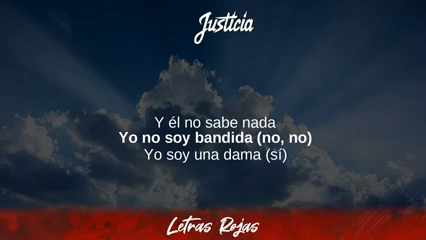 Justicia
Y él no sabe nada
Yo no soy bandida (no, no)
Yo soy una dama (sí)
Letras Rojas